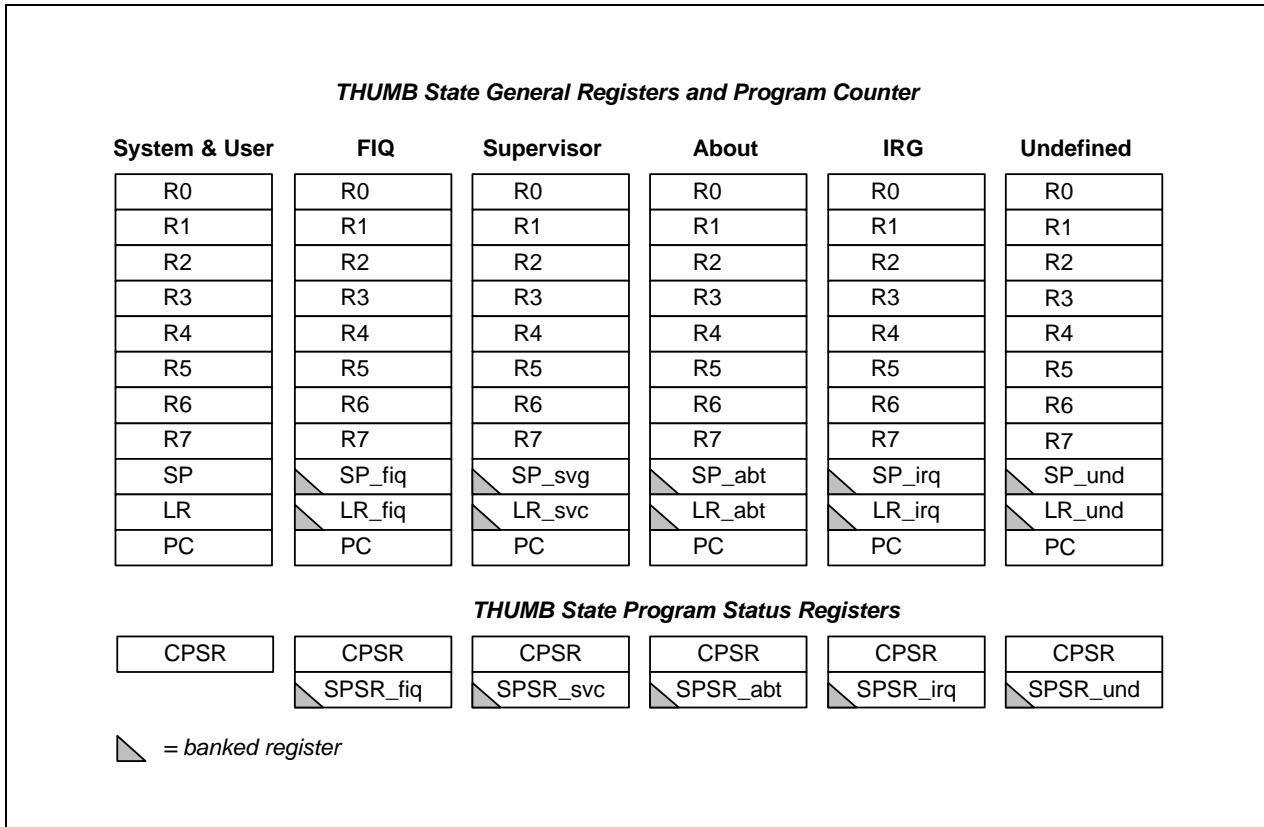 THUMB State General Registers and Program Counter
System & User FIQ Supervisor About IRG Undefined
R0 R0 R0 R0 R0 R0
R1 R1 R1 R1 R1 R1
R2 R2 R2 R2 R2 R2
R3 R3 R3 R3 R3 R3
R4 R4 R4 R4 R4 R4
R5 R5 R5 R5 R5 R5
R6 R6 R6 R6 R6 R6
R7 R7 R7 R7 R7 R7
SP SP_fiq SP_svg SP_abt SP_irq SP_und
LR LR_fiq LR_svc LR_abt LR_irq LR_und
PC PC PC PC PC PC
THUMB State Program Status Registers
CPSR CPSR CPSR CPSR CPSR CPSR
SPSR_fiq SPSR_svc SPSR_abt SPSR_irq SPSR_und
= banked register